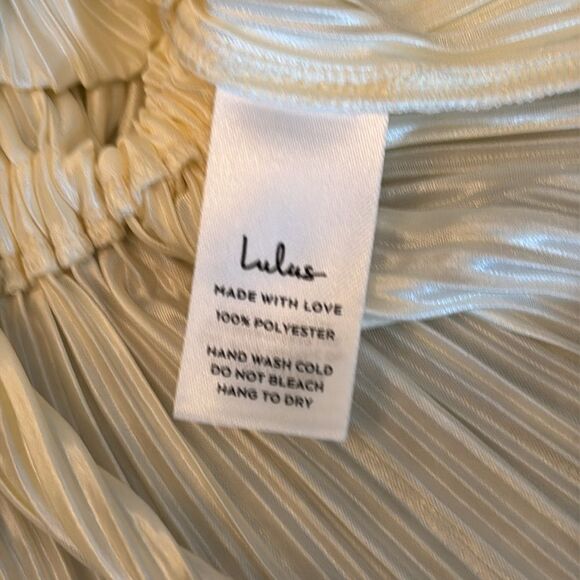 Lulus
MADE WITH LOVE
100% POLYESTER
HAND WASH COLD
DO NOT BLEACH
HANG TO DRY